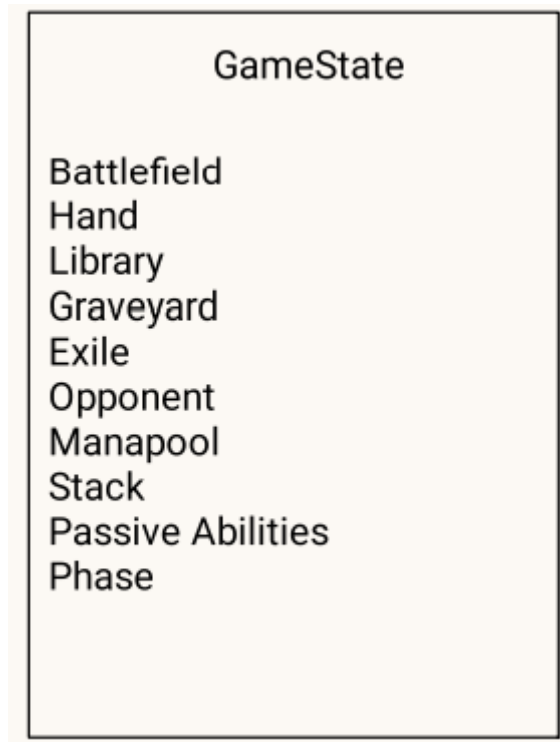 GameState
Battlefield
Hand
Library
Graveyard
Exile
Opponent
Manapool
Stack
Passive Abilities
Phase